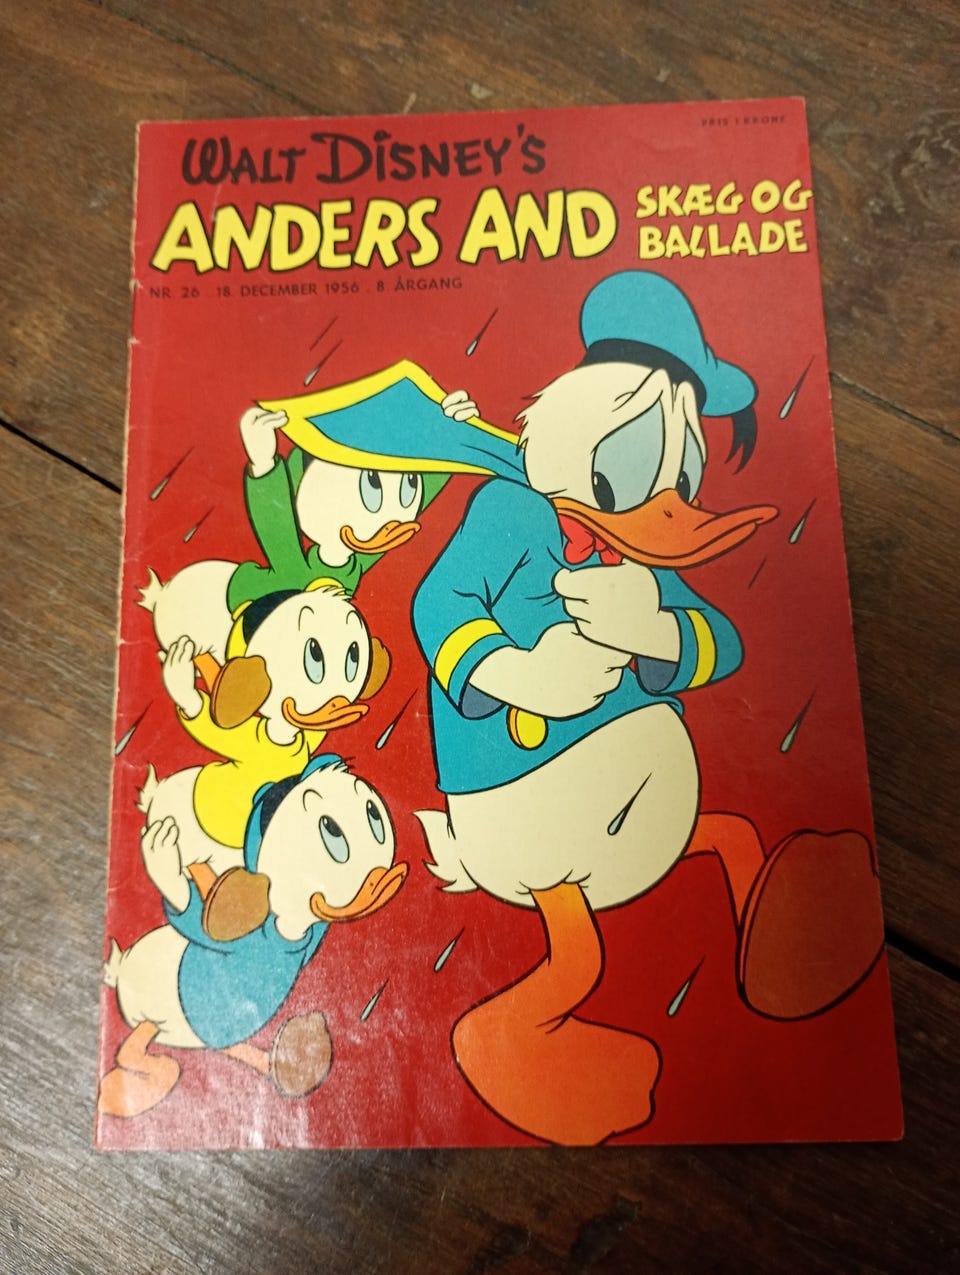 PRIS 1 KRONE
WALT DISNEY'S
ANDERS AND
SKÆG OG
BALLADE
NR. 26 . 18. DECEMBER 1956 . 8. ÅRGANG